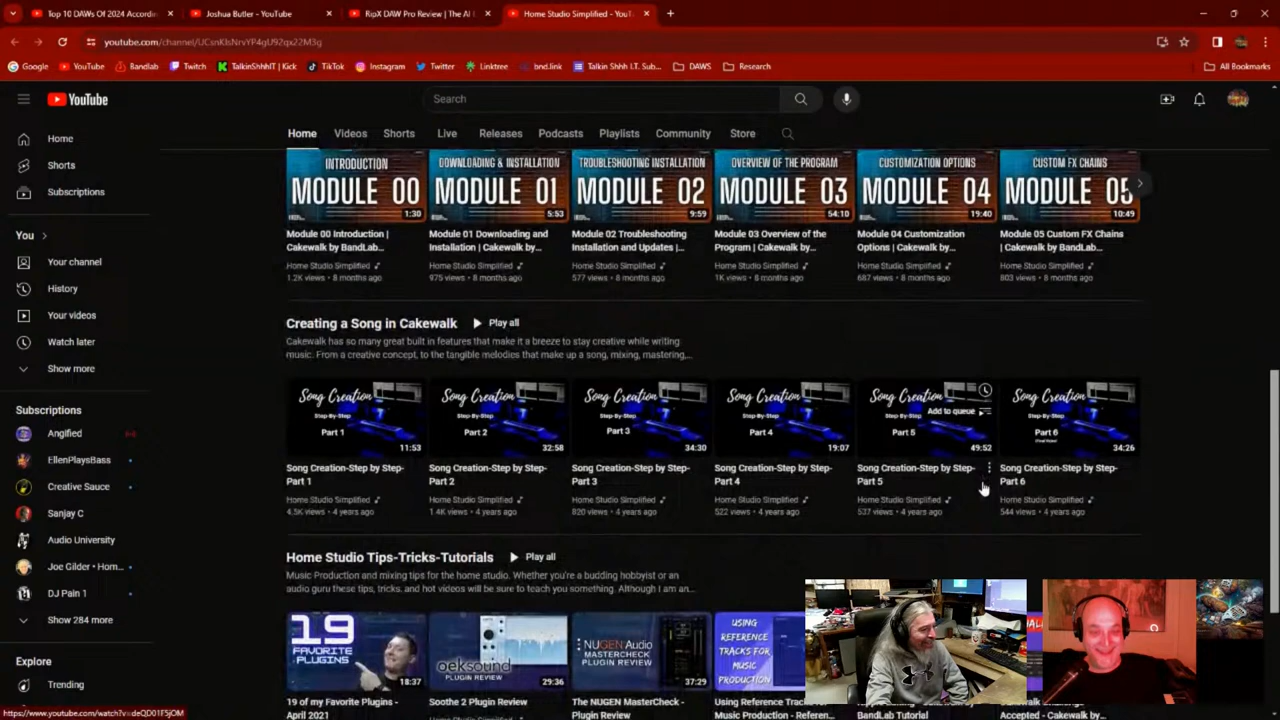 Top 10 DAWs Of 2024 Accordin
Joshua Butler - YouTube
RipX DAW Pro Review | The AI
Home Studio Simplified - YouT
Google
YouTube
Bandlab
Twitch
TalkinShhhIT | Kick
TikTok
Instagram
Twitter
Linktree
bnd.link
Talkin Shhh I.T. Sub...
DAWS
Research
All Bookmarks
YouTube
Search
Home
Videos
Shorts
Live
Releases
Podcasts
Playlists
Community
Store
Home
Shorts
Subscriptions
You
Your channel
History
Your videos
Watch later
Show more
Subscriptions
Angified
EllenPlaysBass
Creative Sauce
Sanjay C
Audio University
Joe Gilder • Hom...
DJ Pain 1
Show 284 more
Explore
Trending
INTRODUCTION
MODULE 00
1:30
DOWNLOADING & INSTALLATION
MODULE 01
5:53
TROUBLESHOOTING INSTALLATION
MODULE 02
9:59
OVERVIEW OF THE PROGRAM
MODULE 03
54:10
CUSTOMIZATION OPTIONS
MODULE 04
19:40
CUSTOM FX CHAINS
MODULE 05
10:49
Module 00 Introduction |
Cakewalk by BandLab...
Home Studio Simplified
1.2K views • 8 months ago
Module 01 Downloading and
Installation | Cakewalk by...
Home Studio Simplified
975 views • 8 months ago
Module 02 Troubleshooting
Installation and Updates |...
Home Studio Simplified
577 views • 8 months ago
Module 03 Overview of the
Program | Cakewalk by...
Home Studio Simplified
1K views • 8 months ago
Module 04 Customization
Options | Cakewalk by...
Home Studio Simplified
687 views • 8 months ago
Module 05 Custom FX Chains
| Cakewalk by BandLab...
Home Studio Simplified
803 views • 8 months ago
Creating a Song in Cakewalk
Play all
Cakewalk has so many great built in features that make it a breeze to stay creative while writing
music. From a creative concept, to the tangible melodies that make up a song, mixing, mastering,...
Song Creation
Step-By-Step
Part 1
11:53
Song Creation
Step-By-Step
Part 2
32:58
Song Creation
Step-By-Step
Part 3
34:30
Song Creation
Step-By-Step
Part 4
19:07
Song Creation
Step-By-Step
Part 5
Add to queue
49:52
Song Creation
Step-By-Step
Part 6
34:26
Song Creation-Step by Step-
Part 1
Home Studio Simplified
4.5K views • 4 years ago
Song Creation-Step by Step-
Part 2
Home Studio Simplified
1.4K views • 4 years ago
Song Creation-Step by Step-
Part 3
Home Studio Simplified
820 views • 4 years ago
Song Creation-Step by Step-
Part 4
Home Studio Simplified
522 views • 4 years ago
Song Creation-Step by Step-
Part 5
Home Studio Simplified
537 views • 4 years ago
Song Creation-Step by Step-
Part 6
Home Studio Simplified
544 views • 4 years ago
Home Studio Tips-Tricks-Tutorials
Play all
Music Production and mixing tips for the home studio. Whether you're a budding hobbyist or an
audio guru these tips, tricks, and hot videos will be sure to teach you something. Although I am an...
19
FAVORITE
PLUGINS
18:37
oeksound
PLUGIN REVIEW
29:36
NUGEN Audio
MASTERCHECK
PLUGIN REVIEW
37:29
USING
REFERENCE
TRACKS FOR
MUSIC
PRODUCTION
19 of my Favorite Plugins -
April 2021
Soothe 2 Plugin Review
The NUGEN MasterCheck -
Plugin Review
Using Reference Tracks for
Music Production - Referen...
BandLab Tutorial
Accepted - Cakewalk by...